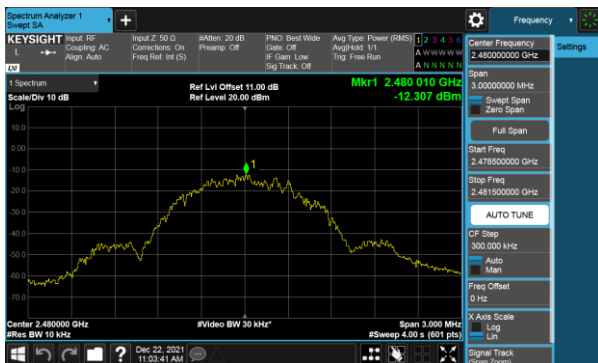 Spectrum Analyzer 1
Swept SA
Frequency
KEYSIGHT
Input: RF
Coupling: AC
Align: Auto
Input Z: 50 Ω
Corrections: On
Freq Ref: Int (S)
#Atten: 20 dB
Preamp: Off
PNO: Best Wide
Gate: Off
IF Gain: Low
Sig Track: Off
Avg Type: Power (RMS)
Avg|Hold: 1/1
Trig: Free Run
1 2 3 4 5 6
A W W W W W
A N N N N N
L
LXI
Center Frequency
2.480000000 GHz
Settings
Span
3.00000000 MHz
Swept Span
Zero Span
Full Span
Start Freq
2.478500000 GHz
Stop Freq
2.481500000 GHz
AUTO TUNE
CF Step
300.000 kHz
Auto
Man
Freq Offset
0 Hz
X Axis Scale
Log
Lin
Signal Track
(Span Zoom)
1 Spectrum
Scale/Div 10 dB
Log
Ref Lvl Offset 11.00 dB
Ref Level 20.00 dBm
Mkr1 2.480 010 GHz
-12.307 dBm
10.0
0.00
-10.0
-20.0
-30.0
-40.0
-50.0
-60.0
-70.0
1
Center 2.480000 GHz
#Res BW 10 kHz
#Video BW 30 kHz*
Span 3.000 MHz
#Sweep 4.00 s (601 pts)
?
Dec 22, 2021
11:03:41 AM